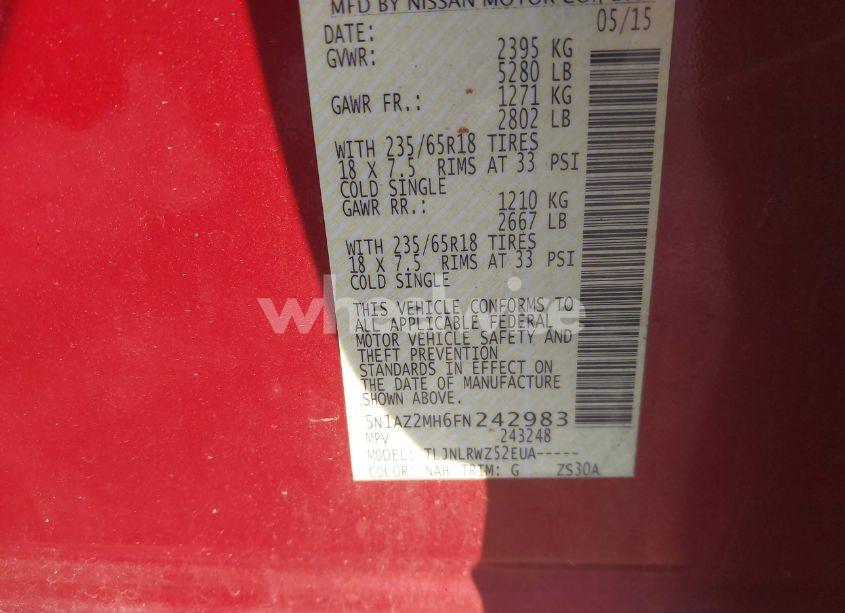 MFD BY NISSAN MOTOR CO., LTD.
DATE: 05/15
GVWR: 2395 KG
5280 LB
GAWR FR.: 1271 KG
2802 LB
WITH 235/65R18 TIRES
18 X 7.5 RIMS AT 33 PSI
COLD SINGLE
GAWR RR.: 1210 KG
2667 LB
WITH 235/65R18 TIRES
18 X 7.5 RIMS AT 33 PSI
COLD SINGLE
THIS VEHICLE CONFORMS TO
ALL APPLICABLE FEDERAL
MOTOR VEHICLE SAFETY AND
THEFT PREVENTION
STANDARDS IN EFFECT ON
THE DATE OF MANUFACTURE
SHOWN ABOVE.
5N1AZ2MH6FN242983
MPV 243248
MODEL: TLJNLRWZ52EUA-----
COLOR: NAH TRIM: G ZS30A